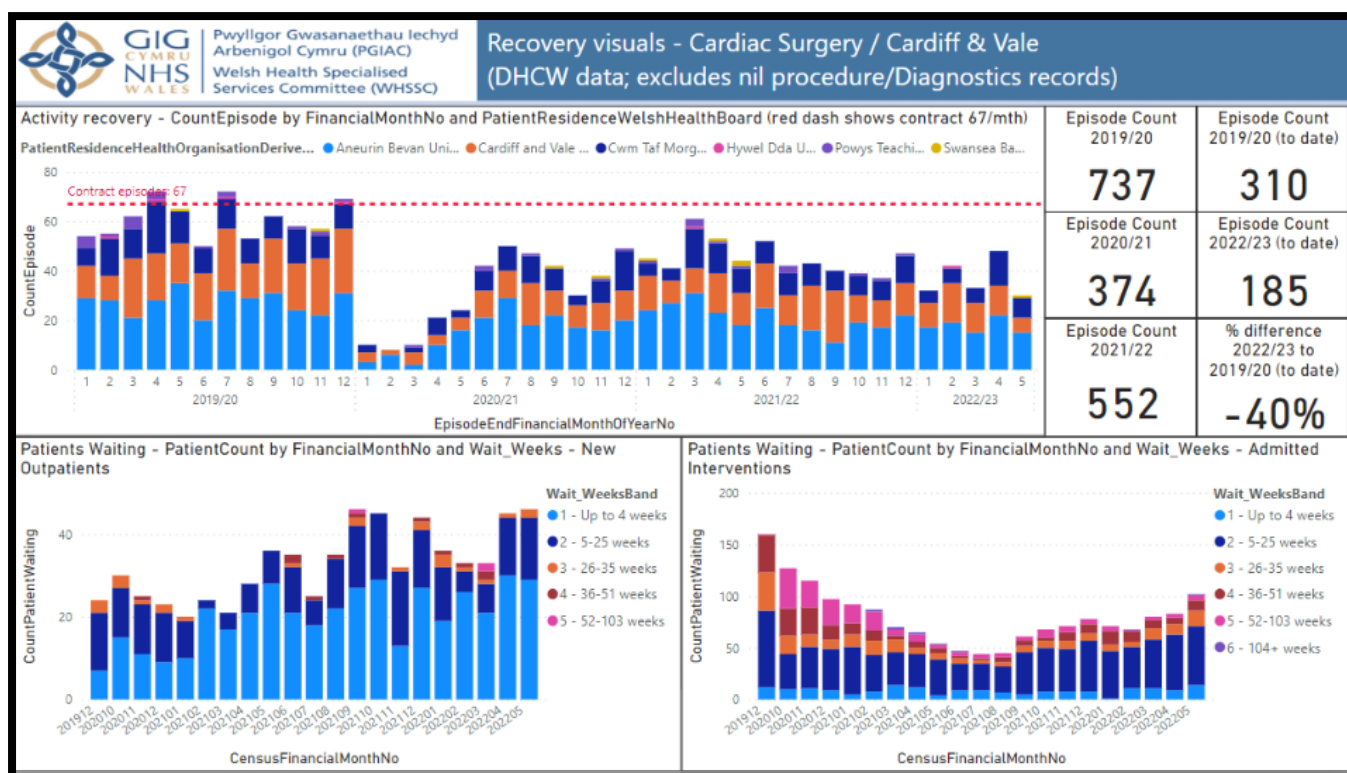 GIG
CYMRU
NHS
WALES
Pwyllgor Gwasanaethau Iechyd
Arbenigol Cymru (PGIAC)
Welsh Health Specialised
Services Committee (WHSSC)
Recovery visuals - Cardiac Surgery / Cardiff & Vale
(DHCW data; excludes nil procedure/Diagnostics records)
Activity recovery - CountEpisode by FinancialMonthNo and PatientResidenceWelshHealthBoard (red dash shows contract 67/mth)
PatientResidenceHealthOrganisationDerive... Aneurin Bevan Uni... Cardiff and Vale ... Cwm Taf Morg... Hywel Dda U... Powys Teachi... Swansea Ba...
Contract episodes: 67
CountEpisode
80
60
40
20
0
1 2 3 4 5 6 7 8 9 10 11 12 1 2 3 4 5 6 7 8 9 10 11 12 1 2 3 4 5 6 7 8 9 10 11 12 1 2 3 4 5
2019/20 2020/21 2021/22 2022/23
EpisodeEndFinancialMonthOfYearNo
Episode Count
2019/20
737
Episode Count
2019/20 (to date)
310
Episode Count
2020/21
374
Episode Count
2022/23 (to date)
185
Episode Count
2021/22
552
% difference
2022/23 to
2019/20 (to date)
-40%
Patients Waiting - PatientCount by FinancialMonthNo and Wait_Weeks - New
Outpatients
CountPatientWaiting
40
20
0
201912 202010 202011 202012 202101 202102 202103 202104 202105 202106 202107 202108 202109 202110 202111 202112 202201 202202 202203 202204 202205
CensusFinancialMonthNo
Wait_WeeksBand
1 - Up to 4 weeks
2 - 5-25 weeks
3 - 26-35 weeks
4 - 36-51 weeks
5 - 52-103 weeks
Patients Waiting - PatientCount by FinancialMonthNo and Wait_Weeks - Admitted
Interventions
CountPatientWaiting
200
150
100
50
0
201912 202010 202011 202012 202101 202102 202103 202104 202105 202106 202107 202108 202109 202110 202111 202112 202201 202202 202203 202204 202205
CensusFinancialMonthNo
Wait_WeeksBand
1 - Up to 4 weeks
2 - 5-25 weeks
3 - 26-35 weeks
4 - 36-51 weeks
5 - 52-103 weeks
6 - 104+ weeks